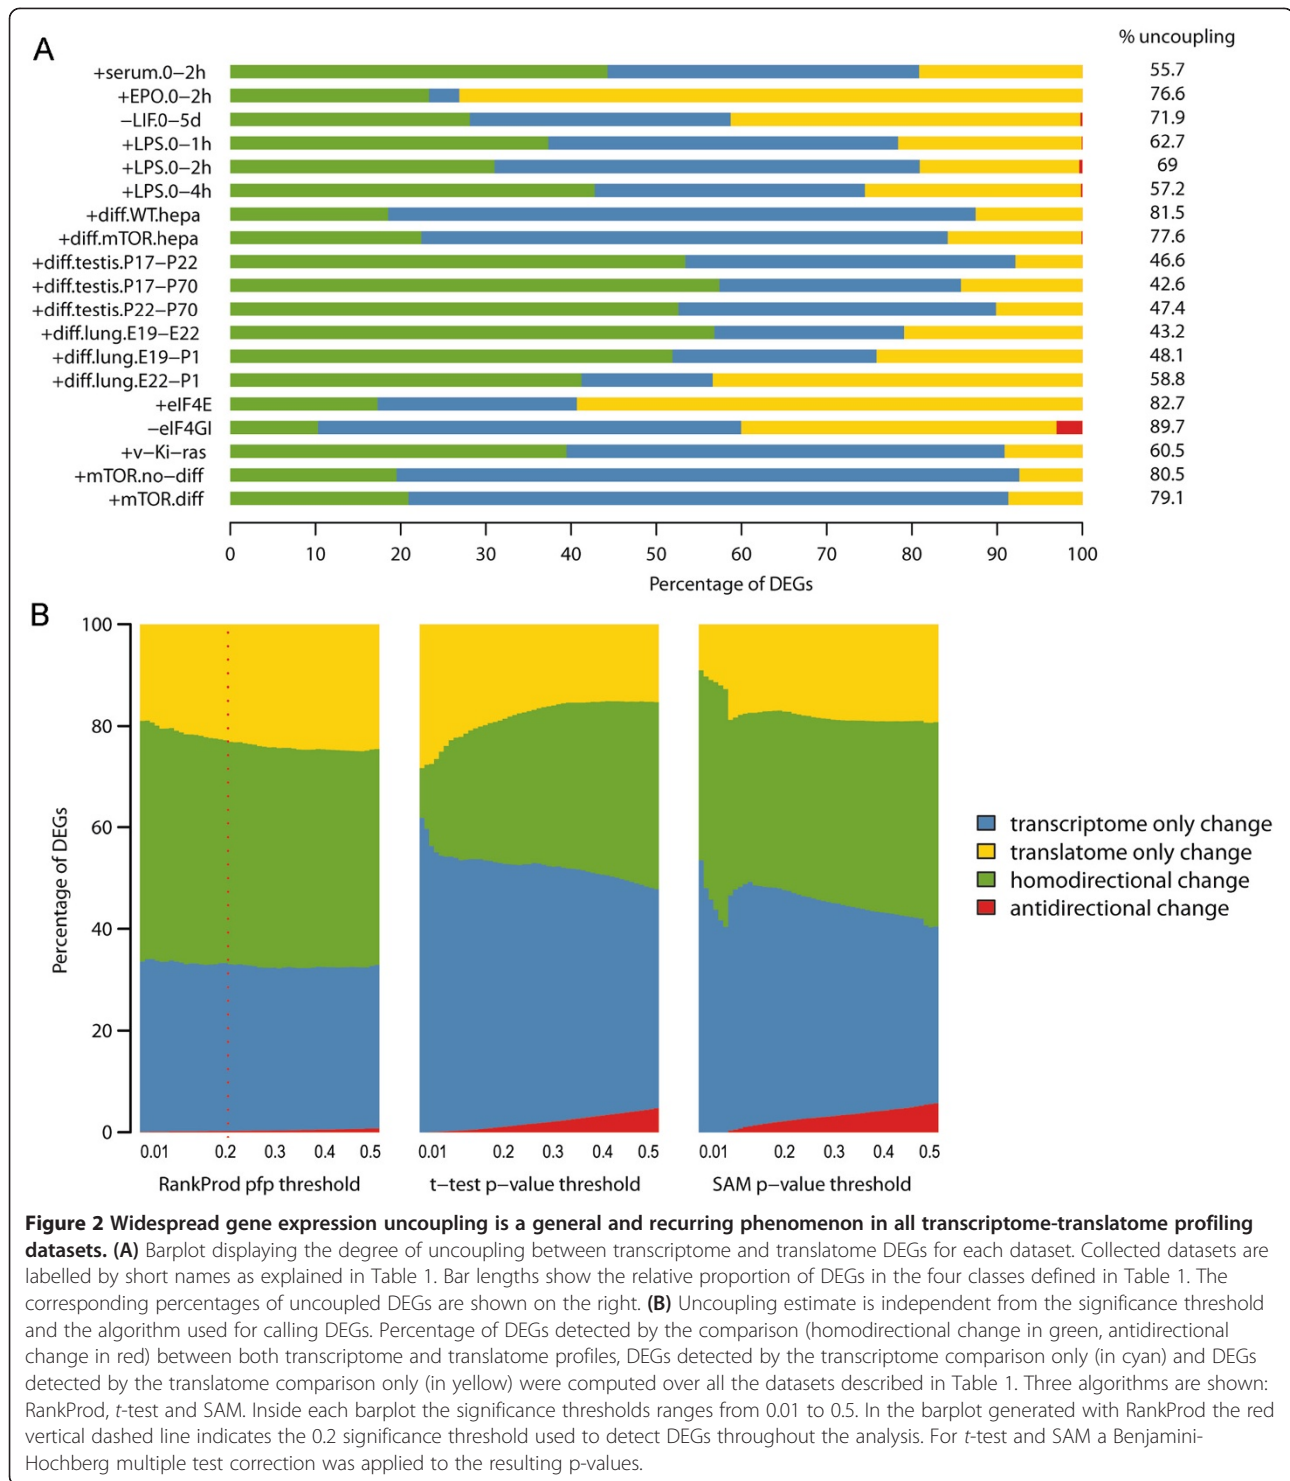 A
% uncoupling
+serum.0−2h 55.7
+EPO.0−2h 76.6
−LIF.0−5d 71.9
+LPS.0−1h 62.7
+LPS.0−2h 69
+LPS.0−4h 57.2
+diff.WT.hepa 81.5
+diff.mTOR.hepa 77.6
+diff.testis.P17−P22 46.6
+diff.testis.P17−P70 42.6
+diff.testis.P22−P70 47.4
+diff.lung.E19−E22 43.2
+diff.lung.E19−P1 48.1
+diff.lung.E22−P1 58.8
+eIF4E 82.7
−eIF4GI 89.7
+v−Ki−ras 60.5
+mTOR.no−diff 80.5
+mTOR.diff 79.1
0 10 20 30 40 50 60 70 80 90 100
Percentage of DEGs
B
100
80
60
40
20
0
Percentage of DEGs
0.01 0.2 0.3 0.4 0.5
RankProd pfp threshold
0.01 0.2 0.3 0.4 0.5
t−test p−value threshold
0.01 0.2 0.3 0.4 0.5
SAM p−value threshold
transcriptome only change
translatome only change
homodirectional change
antidirectional change
Figure 2 Widespread gene expression uncoupling is a general and recurring phenomenon in all transcriptome-translatome profiling
datasets. (A) Barplot displaying the degree of uncoupling between transcriptome and translatome DEGs for each dataset. Collected datasets are
labelled by short names as explained in Table 1. Bar lengths show the relative proportion of DEGs in the four classes defined in Table 1. The
corresponding percentages of uncoupled DEGs are shown on the right. (B) Uncoupling estimate is independent from the significance threshold
and the algorithm used for calling DEGs. Percentage of DEGs detected by the comparison (homodirectional change in green, antidirectional
change in red) between both transcriptome and translatome profiles, DEGs detected by the transcriptome comparison only (in cyan) and DEGs
detected by the translatome comparison only (in yellow) were computed over all the datasets described in Table 1. Three algorithms are shown:
RankProd, t-test and SAM. Inside each barplot the significance thresholds ranges from 0.01 to 0.5. In the barplot generated with RankProd the red
vertical dashed line indicates the 0.2 significance threshold used to detect DEGs throughout the analysis. For t-test and SAM a Benjamini-
Hochberg multiple test correction was applied to the resulting p-values.